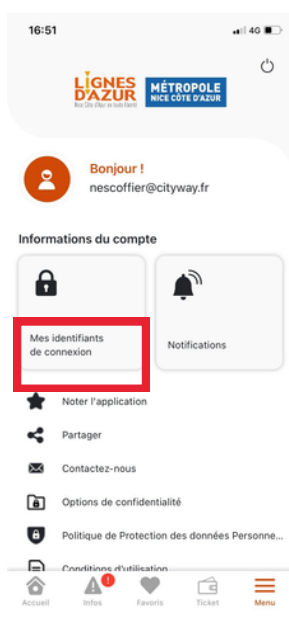 16:51
4G
LIGNES
D'AZUR
MÉTROPOLE
NICE CÔTE D'AZUR
Bonjour !
nescoffier@cityway.fr
Informations du compte
Mes identifiants
de connexion
Notifications
Noter l'application
Partager
Contactez-nous
Options de confidentialité
Politique de Protection des données Personne...
Conditions d'utilisation
Accueil
Infos
Favoris
Ticket
Menu